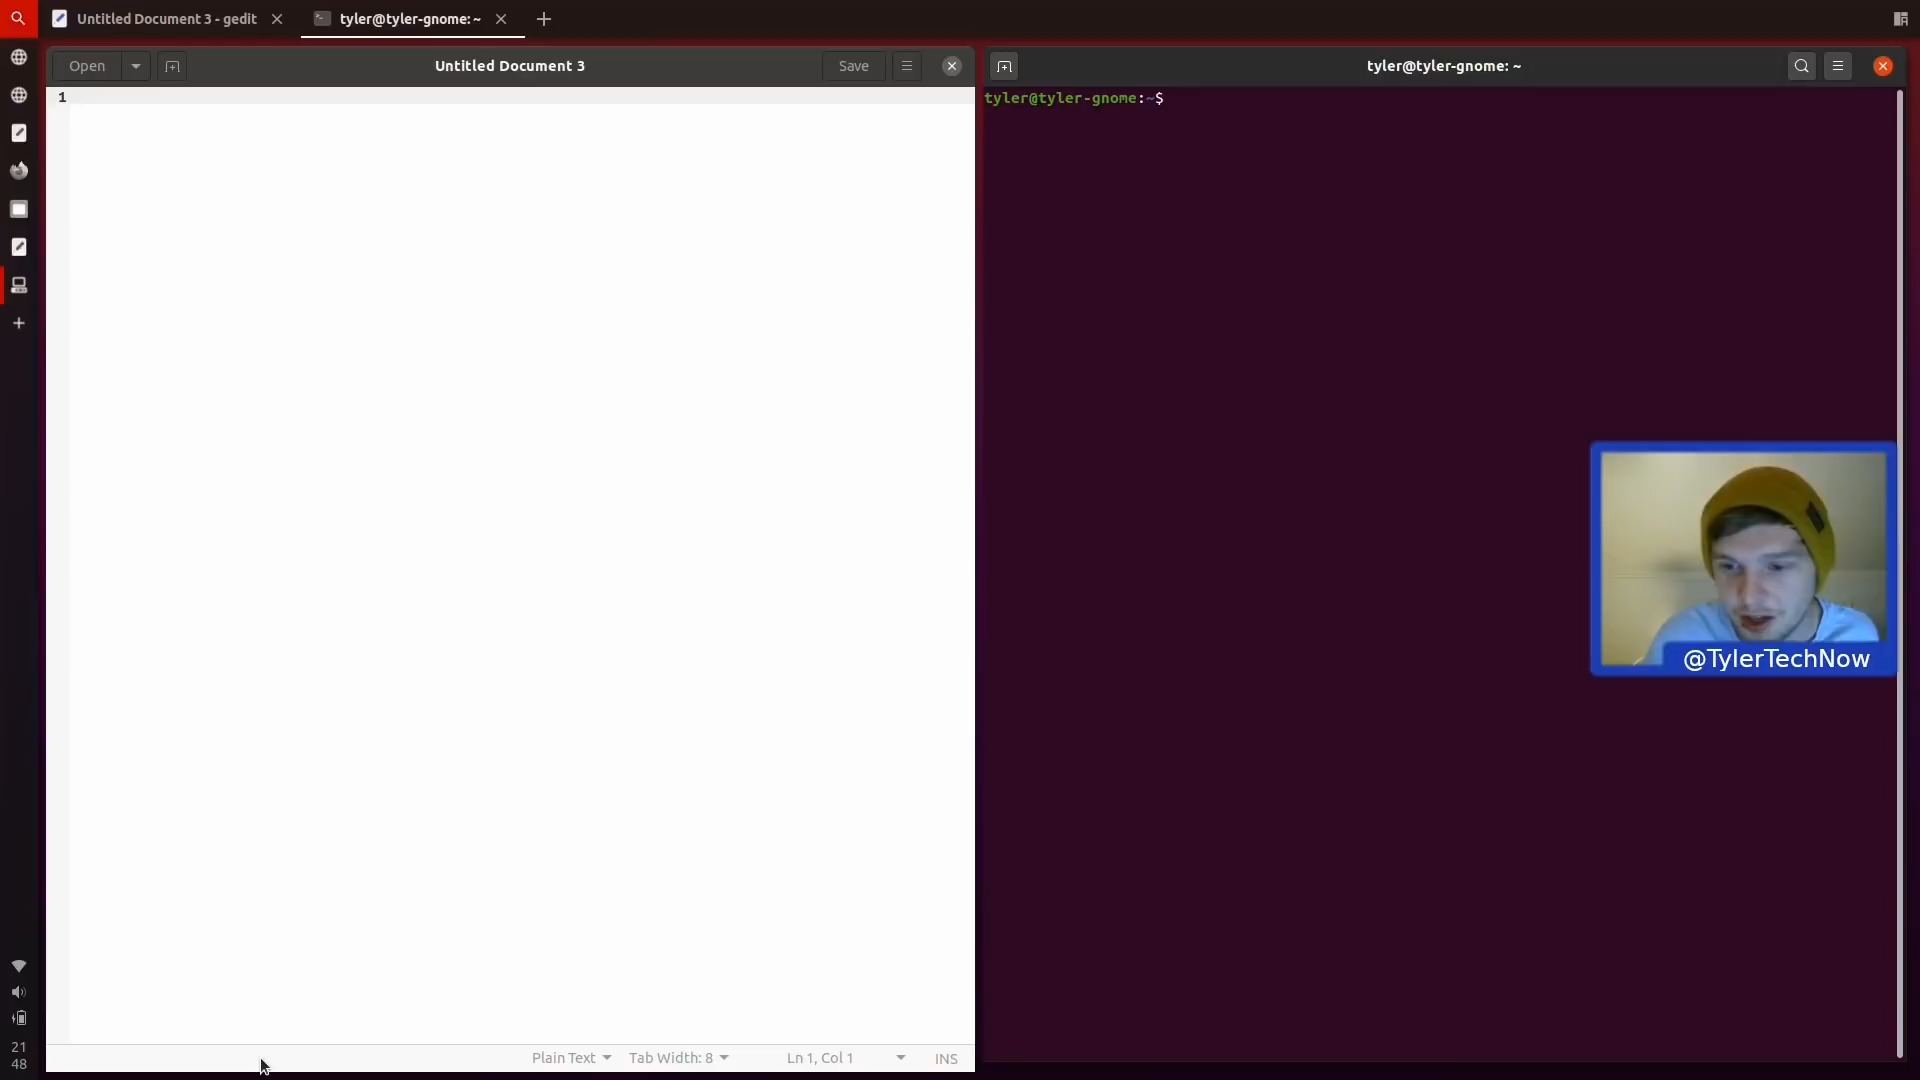 Untitled Document 3 - gedit
tyler@tyler-gnome: ~
Open
Untitled Document 3
Save
tyler@tyler-gnome: ~
1
tyler@tyler-gnome:~$
@TylerTechNow
21
48
Plain Text
Tab Width: 8
Ln 1, Col 1
INS